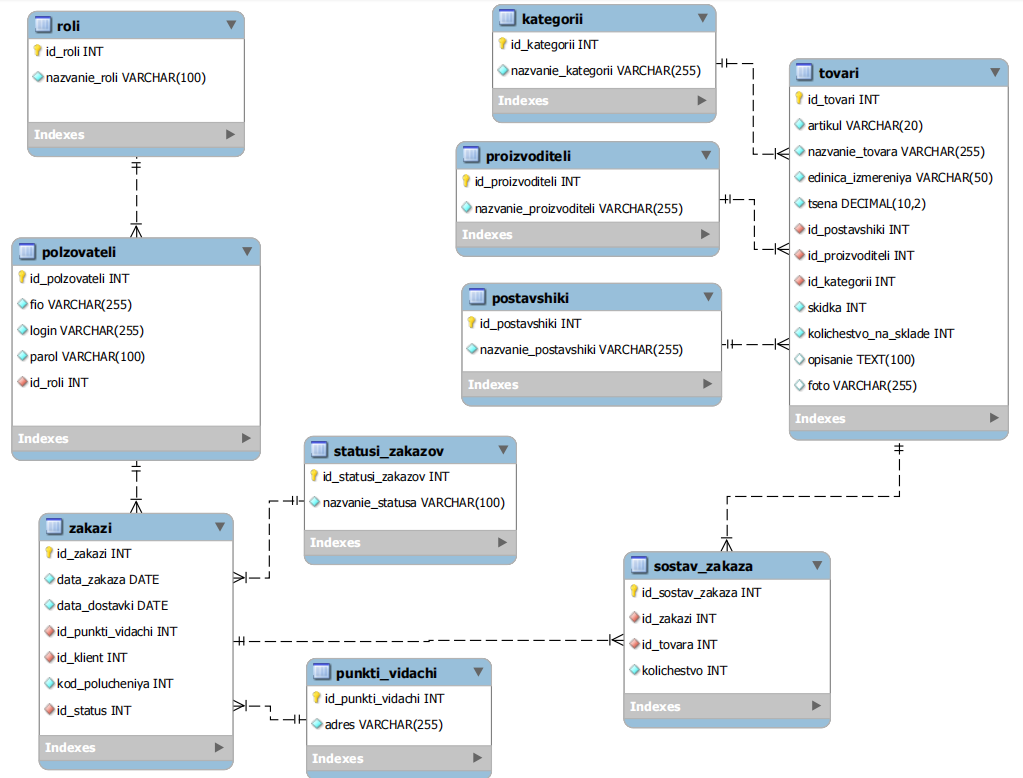 roli
id_roli INT
nazvanie_roli VARCHAR(100)
Indexes
kategorii
id_kategorii INT
nazvanie_kategorii VARCHAR(255)
Indexes
tovari
id_tovari INT
artikul VARCHAR(20)
nazvanie_tovara VARCHAR(255)
edinica_izmereniya VARCHAR(50)
tsena DECIMAL(10,2)
id_postavshiki INT
id_proizvoditeli INT
id_kategorii INT
skidka INT
kolichestvo_na_sklade INT
opisanie TEXT(100)
foto VARCHAR(255)
Indexes
proizvoditeli
id_proizvoditeli INT
nazvanie_proizvoditeli VARCHAR(255)
Indexes
polzovateli
id_polzovateli INT
fio VARCHAR(255)
login VARCHAR(255)
parol VARCHAR(100)
id_roli INT
Indexes
postavshiki
id_postavshiki INT
nazvanie_postavshiki VARCHAR(255)
Indexes
statusi_zakazov
id_statusi_zakazov INT
nazvanie_statusa VARCHAR(100)
Indexes
zakazi
id_zakazi INT
data_zakaza DATE
data_dostavki DATE
id_punkti_vidachi INT
id_klient INT
kod_polucheniya INT
id_status INT
Indexes
sostav_zakaza
id_sostav_zakaza INT
id_zakazi INT
id_tovara INT
kolichestvo INT
Indexes
punkti_vidachi
id_punkti_vidachi INT
adres VARCHAR(255)
Indexes